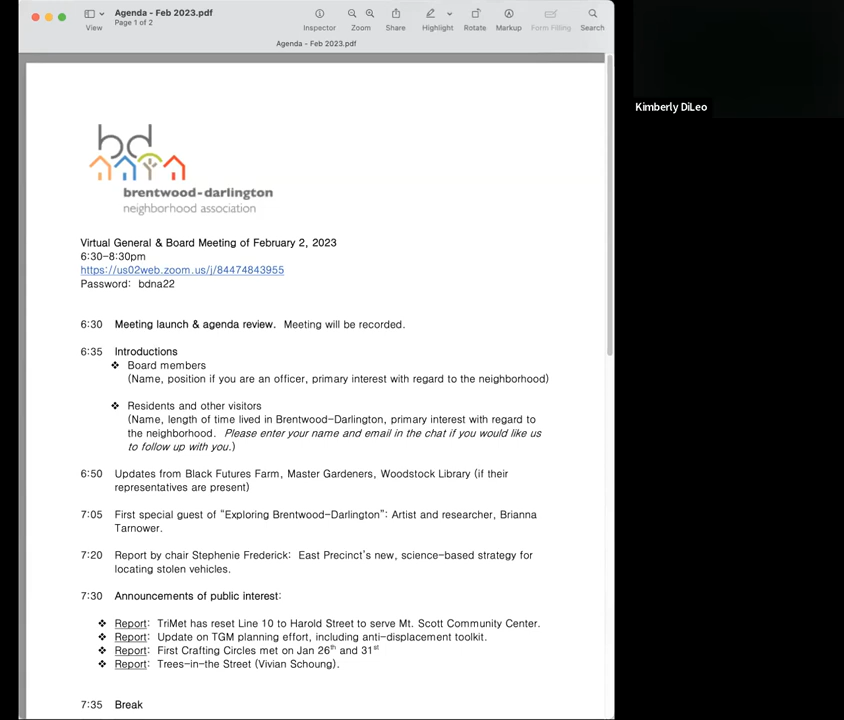 Agenda - Feb 2023.pdf
Page 1 of 2
View
Inspector
Zoom
Share
Highlight
Rotate
Markup
Form Filling
Search
Agenda - Feb 2023.pdf
Kimberly DiLeo
bd
brentwood-darlington
neighborhood association
Virtual General & Board Meeting of February 2, 2023
6:30-8:30pm
https://us02web.zoom.us/j/84474843955
Password: bdna22
6:30 Meeting launch & agenda review. Meeting will be recorded.
6:35 Introductions
❖ Board members
(Name, position if you are an officer, primary interest with regard to the neighborhood)
❖ Residents and other visitors
(Name, length of time lived in Brentwood-Darlington, primary interest with regard to
the neighborhood. Please enter your name and email in the chat if you would like us
to follow up with you.)
6:50 Updates from Black Futures Farm, Master Gardeners, Woodstock Library (if their
representatives are present)
7:05 First special guest of "Exploring Brentwood-Darlington": Artist and researcher, Brianna
Tarnower.
7:20 Report by chair Stephenie Frederick: East Precinct's new, science-based strategy for
locating stolen vehicles.
7:30 Announcements of public interest:
❖ Report: TriMet has reset Line 10 to Harold Street to serve Mt. Scott Community Center.
❖ Report: Update on TGM planning effort, including anti-displacement toolkit.
❖ Report: First Crafting Circles met on Jan 26th and 31st
❖ Report: Trees-in-the Street (Vivian Schoung).
7:35 Break